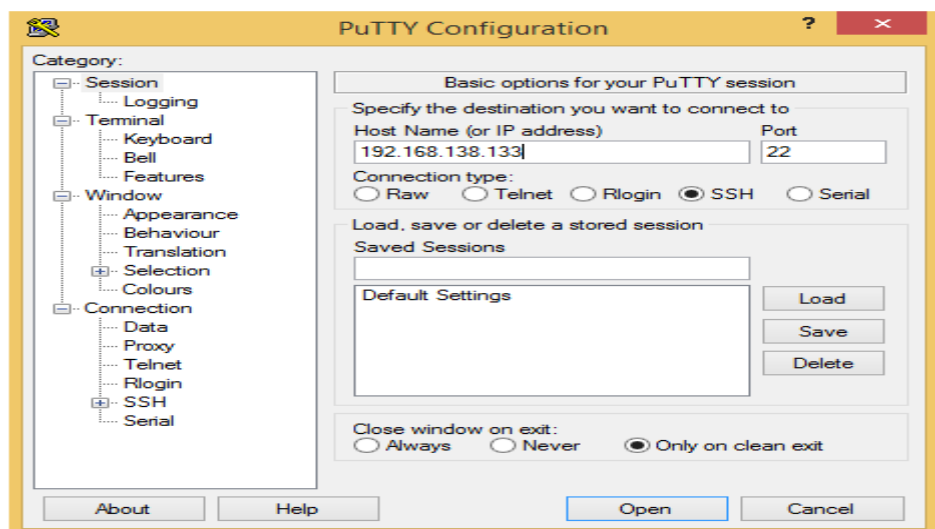 PuTTY Configuration
?
Category:
Session
Logging
Terminal
Keyboard
Bell
Features
Window
Appearance
Behaviour
Translation
Selection
Colours
Connection
Data
Proxy
Telnet
Rlogin
SSH
Serial
Basic options for your PuTTY session
Specify the destination you want to connect to
Host Name (or IP address) Port
192.168.138.133 22
Connection type:
Raw Telnet Rlogin SSH Serial
Load, save or delete a stored session
Saved Sessions
Default Settings
Load
Save
Delete
Close window on exit:
Always Never Only on clean exit
About Help Open Cancel